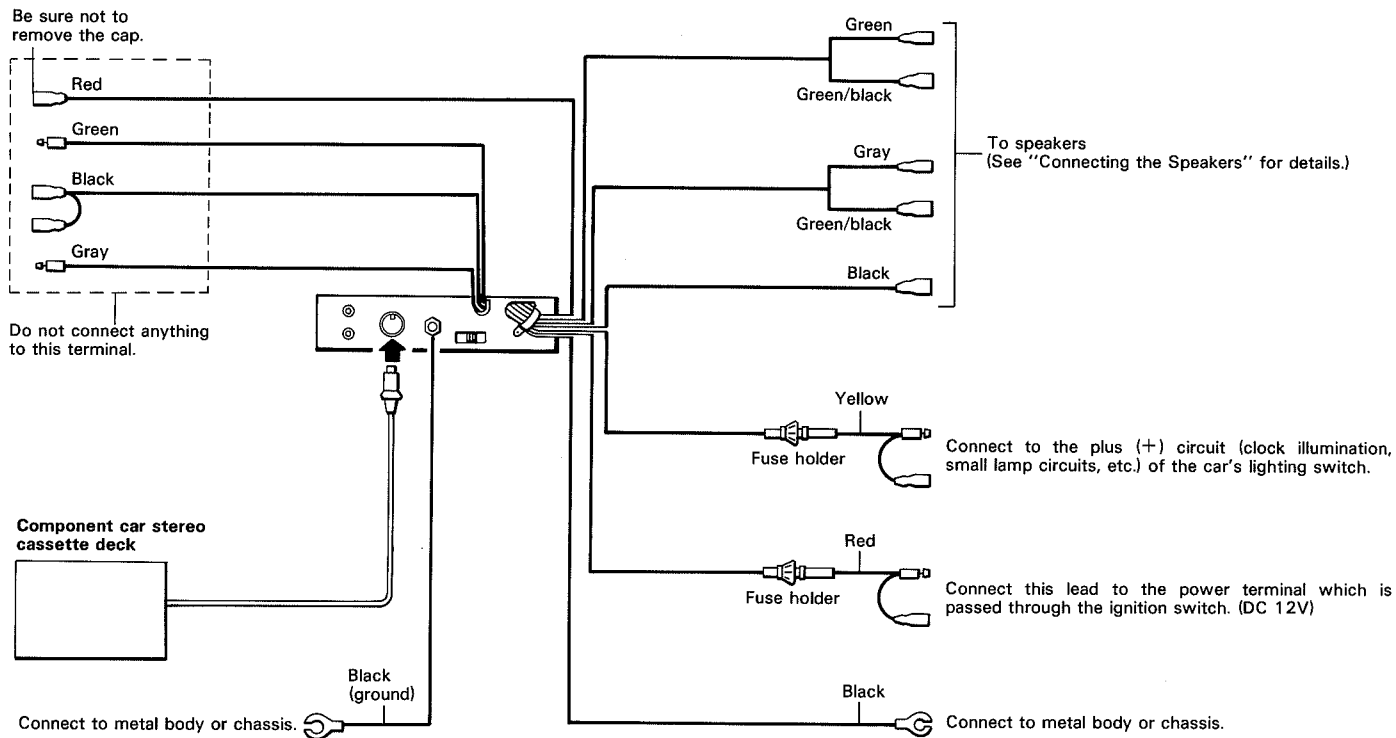 Be sure not to
remove the cap.
Red
Green
Black
Gray
Do not connect anything
to this terminal.
Green
Green/black
Gray
Green/black
Black
To speakers
(See "Connecting the Speakers" for details.)
Yellow
Fuse holder
Connect to the plus (+) circuit (clock illumination,
small lamp circuits, etc.) of the car's lighting switch.
Red
Fuse holder
Connect this lead to the power terminal which is
passed through the ignition switch. (DC 12V)
Component car stereo
cassette deck
Black
(ground)
Connect to metal body or chassis.
Black
Connect to metal body or chassis.